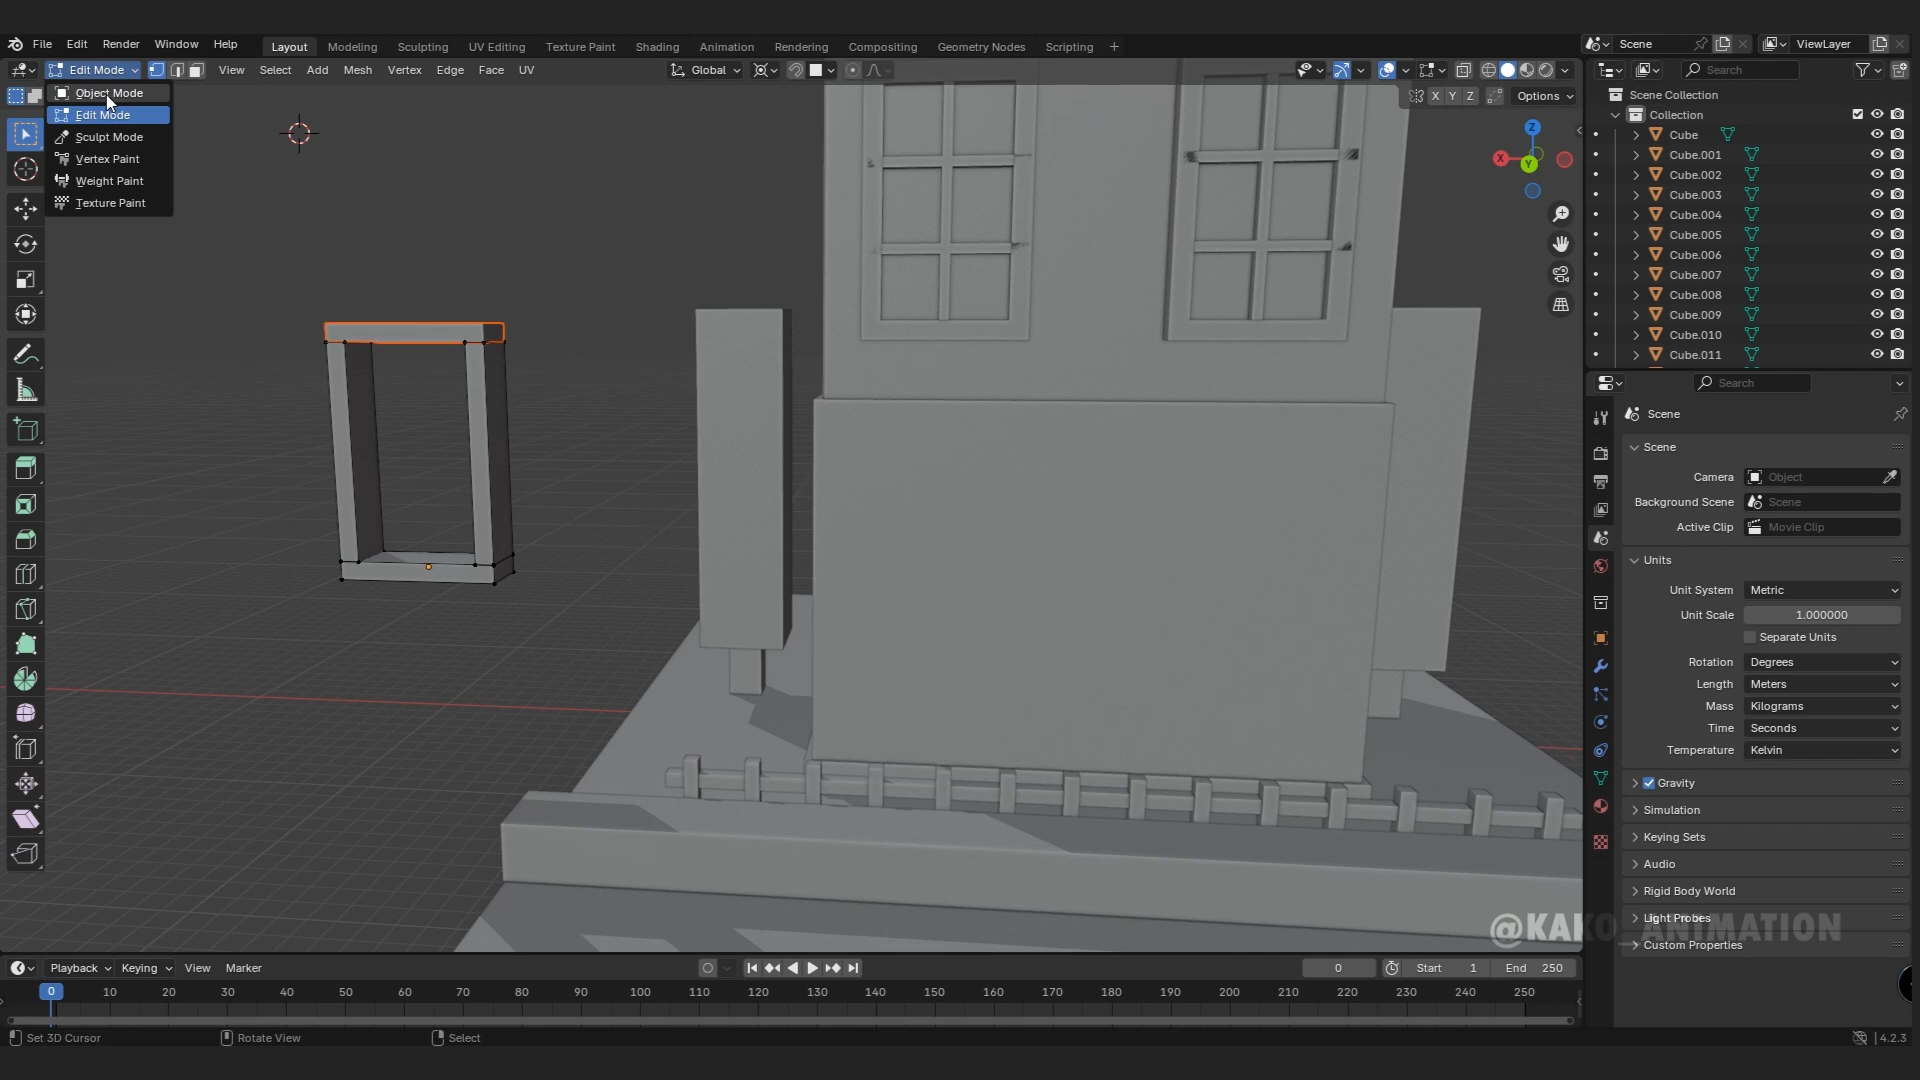 File Edit Render Window Help Layout Modeling Sculpting UV Editing Texture Paint Shading Animation Rendering Compositing Geometry Nodes Scripting + Scene ViewLayer
Edit Mode View Select Add Mesh Vertex Edge Face UV Global Search
X Y Z Options
Object Mode
Edit Mode
Sculpt Mode
Vertex Paint
Weight Paint
Texture Paint
Z
X
Y
Scene Collection
Collection
Cube
Cube.001
Cube.002
Cube.003
Cube.004
Cube.005
Cube.006
Cube.007
Cube.008
Cube.009
Cube.010
Cube.011
Search
Scene
Scene
Camera Object
Background Scene Scene
Active Clip Movie Clip
Units
Unit System Metric
Unit Scale 1.000000
Separate Units
Rotation Degrees
Length Meters
Mass Kilograms
Time Seconds
Temperature Kelvin
Gravity
Simulation
Keying Sets
Audio
Rigid Body World
Light Probes
Custom Properties
@KAKO_ANIMATION
Playback Keying View Marker 0 Start 1 End 250
0 10 20 30 40 50 60 70 80 90 100 110 120 130 140 150 160 170 180 190 200 210 220 230 240 250
Set 3D Cursor Rotate View Select 4.2.3